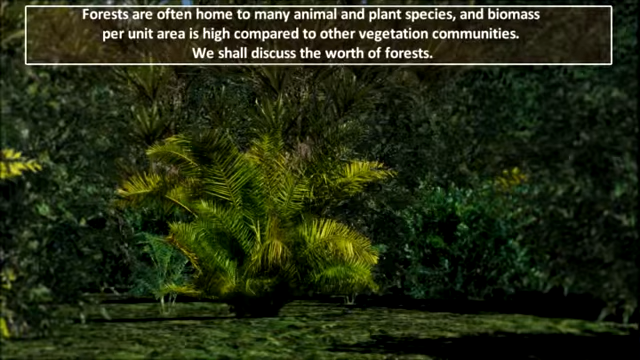 Forests are often home to many animal and plant species, and biomass
per unit area is high compared to other vegetation communities.
We shall discuss the worth of forests.